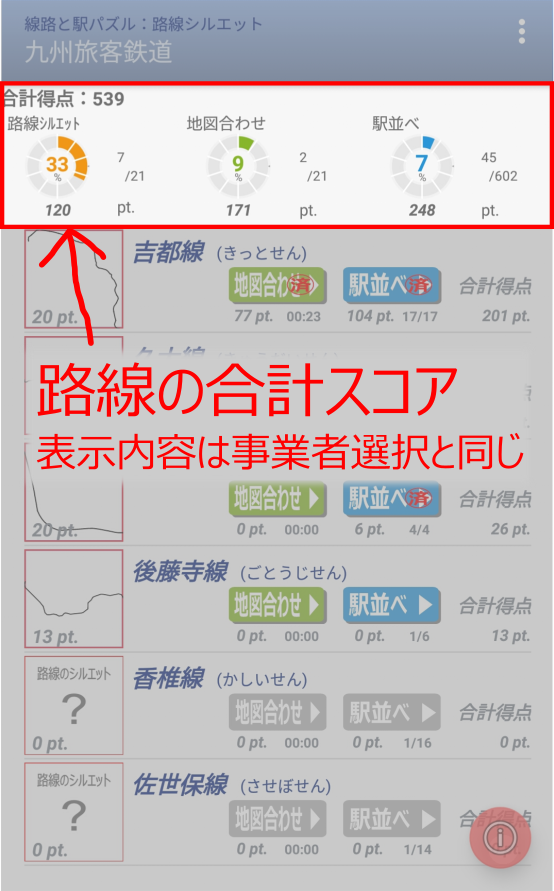 線路と駅パズル：路線シルエット
九州旅客鉄道
合計得点：539
路線シルエット 地図合わせ 駅並べ
33 % 7 /21 9 % 2 /21 7 % 45 /602
120 pt. 171 pt. 248 pt.
吉都線 (きっとせん)
地図合わせ 済 駅並べ 済 合計得点
20 pt. 77 pt. 00:23 104 pt. 17/17 201 pt.
路線の合計スコア
表示内容は事業者選択と同じ
地図合わせ 駅並べ 済 合計得点
20 pt. 0 pt. 00:00 6 pt. 4/4 26 pt.
後藤寺線 (ごとうじせん)
地図合わせ 駅並べ 合計得点
13 pt. 0 pt. 00:00 0 pt. 1/6 13 pt.
路線のシルエット 香椎線 (かしいせん)
? 地図合わせ 駅並べ 合計得点
0 pt. 0 pt. 00:00 0 pt. 1/16 0 pt.
路線のシルエット 佐世保線 (させぼせん)
? 地図合わせ 駅並べ
0 pt. 0 pt. 00:00 0 pt. 1/14